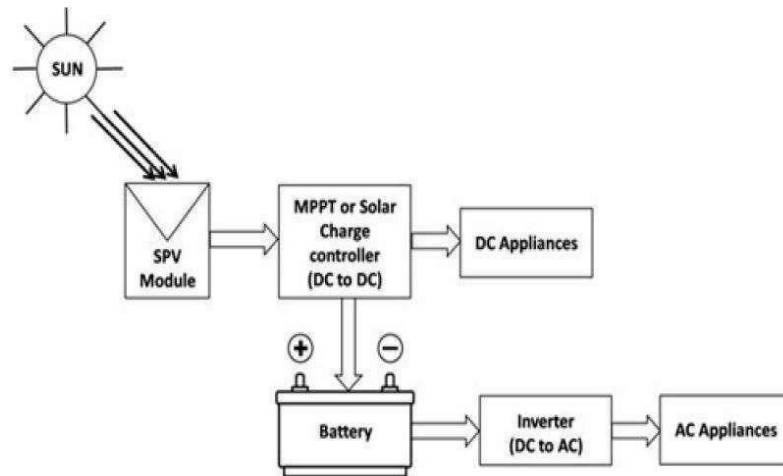 SUN
SPV
Module
MPPT or Solar
Charge
controller
(DC to DC)
DC Appliances
+
−
Battery
Inverter
(DC to AC)
AC Appliances